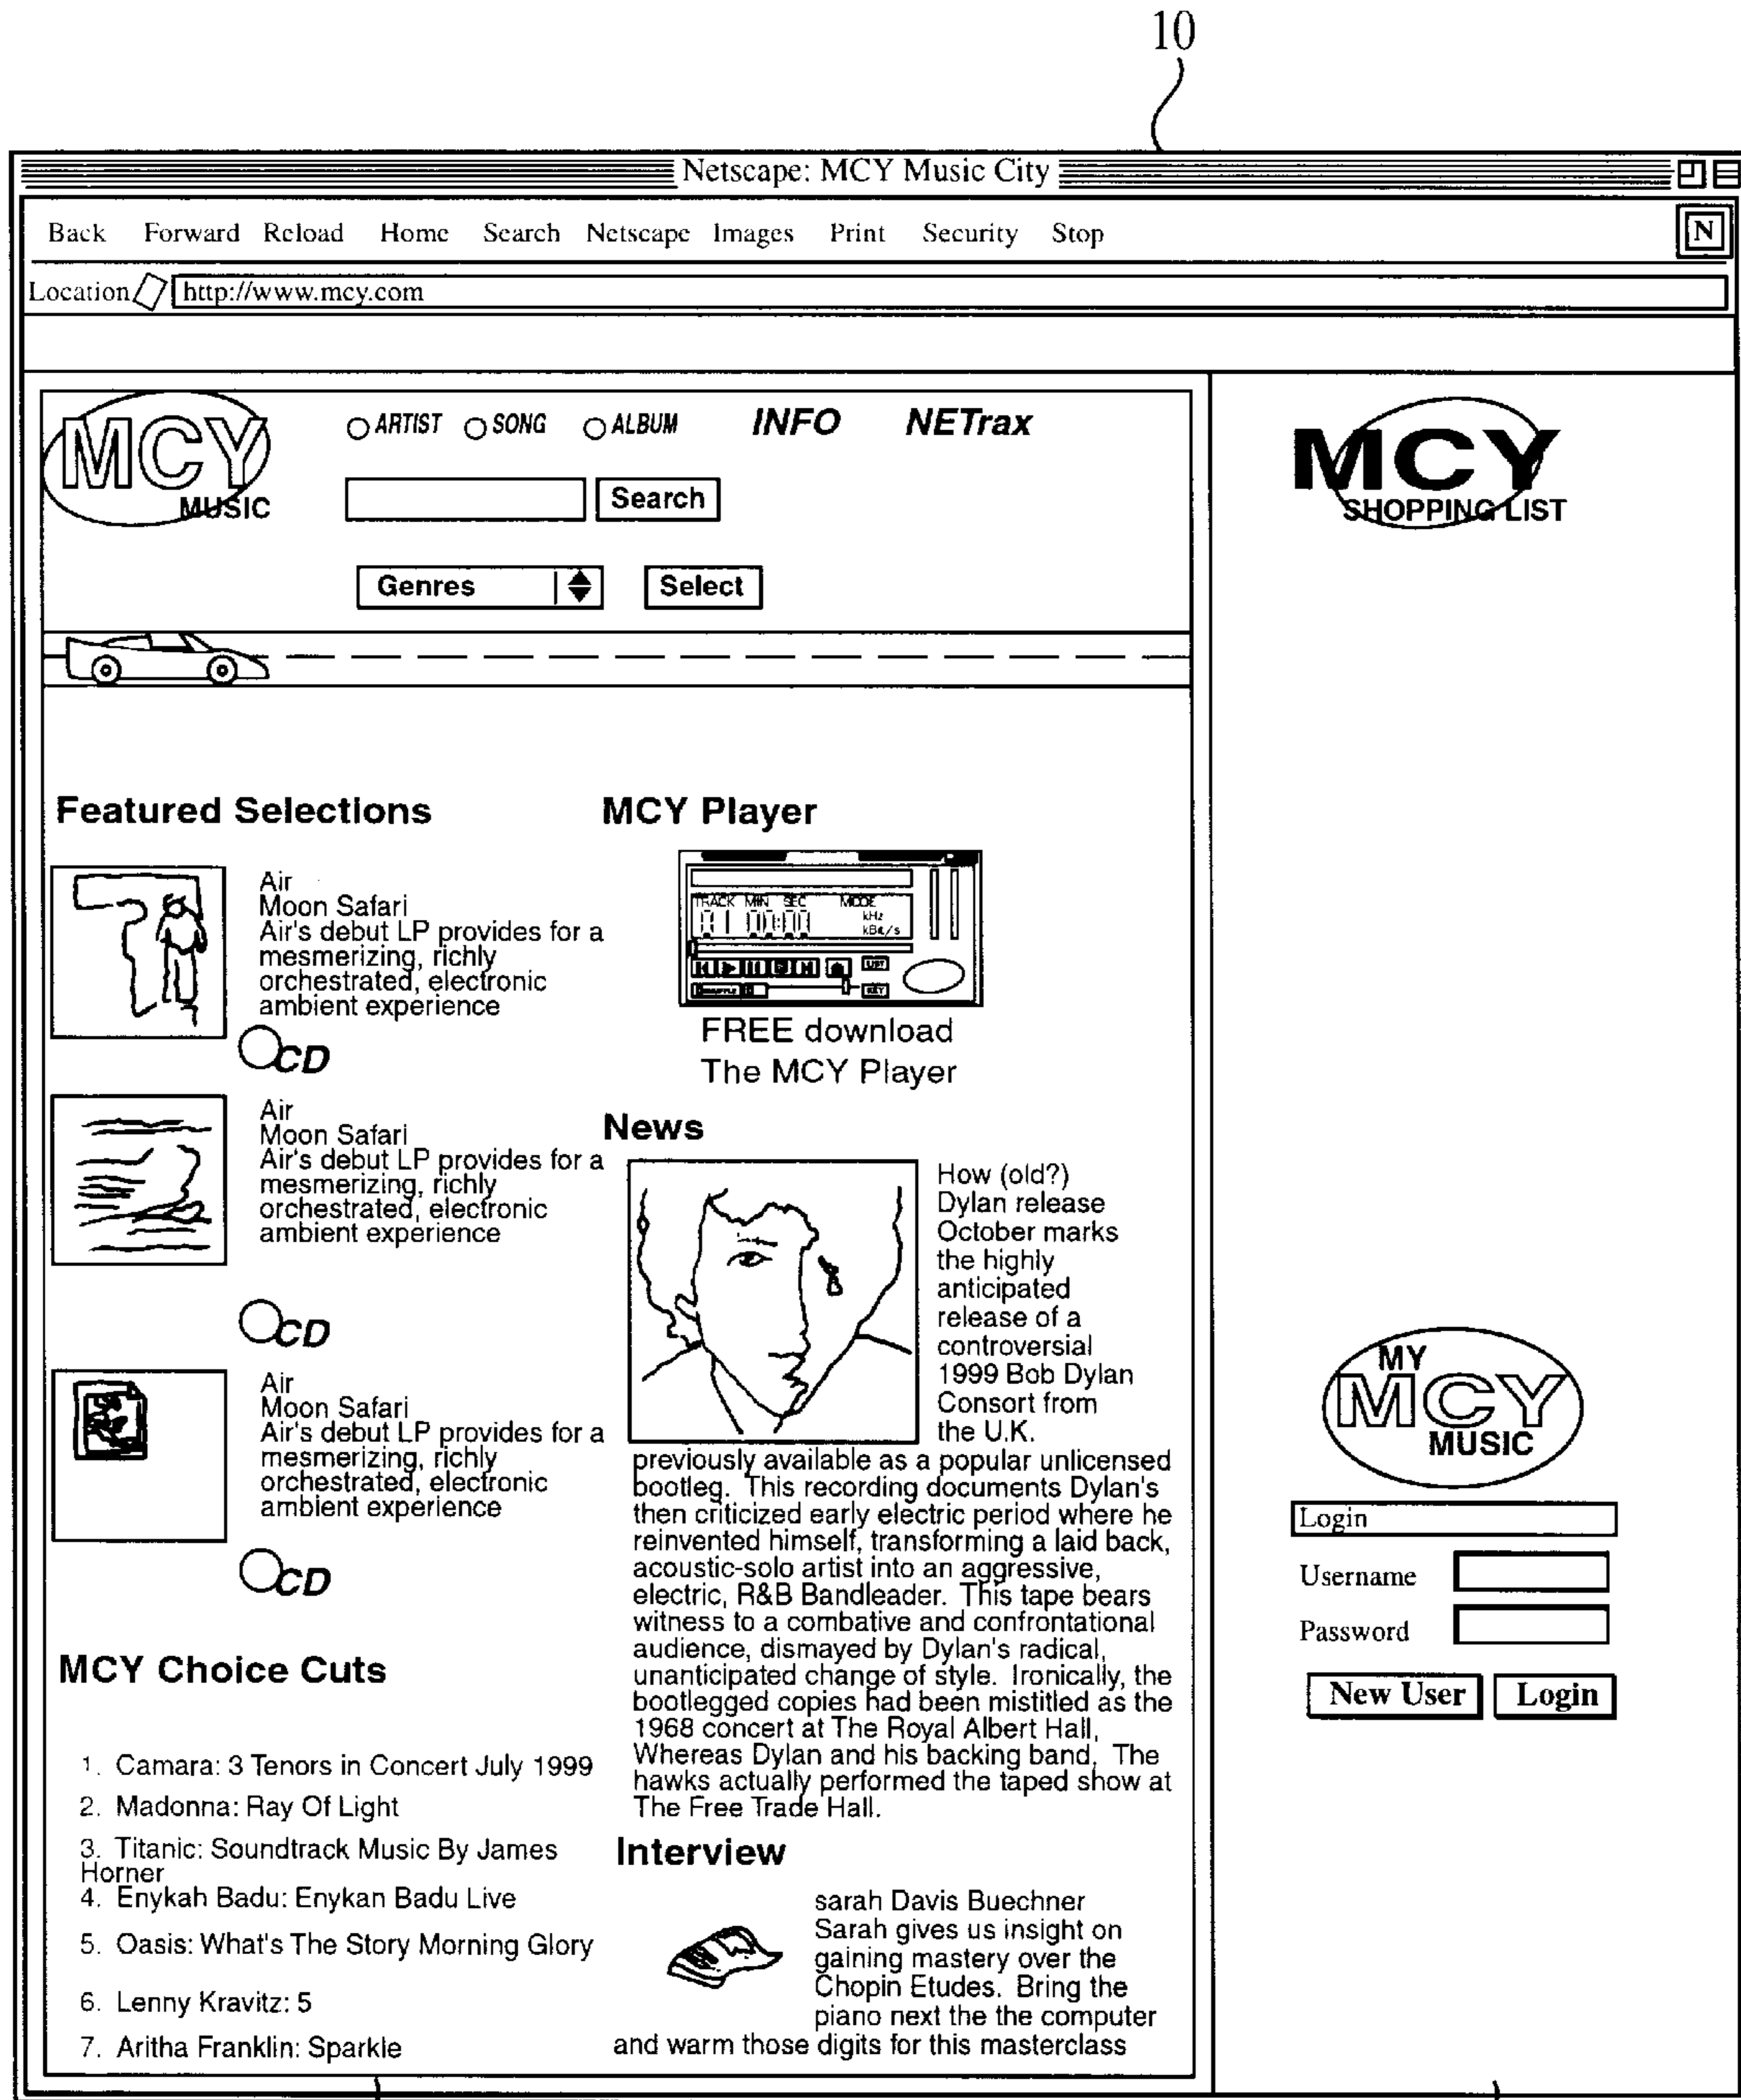 10
Netscape: MCY Music City
Back Forward Reload Home Search Netscape Images Print Security Stop
N
Location http://www.mcy.com
MCY
MUSIC
ARTIST SONG ALBUM INFO NETrax
Search
Genres Select
MCY
SHOPPING LIST
Featured Selections
Air
Moon Safari
Air's debut LP provides for a
mesmerizing, richly
orchestrated, electronic
ambient experience
CD
Air
Moon Safari
Air's debut LP provides for a
mesmerizing, richly
orchestrated, electronic
ambient experience
CD
Air
Moon Safari
Air's debut LP provides for a
mesmerizing, richly
orchestrated, electronic
ambient experience
CD
MCY Choice Cuts
1. Camara: 3 Tenors in Concert July 1999
2. Madonna: Ray Of Light
3. Titanic: Soundtrack Music By James
Horner
4. Enykah Badu: Enykan Badu Live
5. Oasis: What's The Story Morning Glory
6. Lenny Kravitz: 5
7. Aritha Franklin: Sparkle
MCY Player
TRACK MIN SEC MODE
01 00:00 kHz
kBit/s
LIST
KEY
FREE download
The MCY Player
News
How (old?)
Dylan release
October marks
the highly
anticipated
release of a
controversial
1999 Bob Dylan
Consort from
the U.K.
previously available as a popular unlicensed
bootleg. This recording documents Dylan's
then criticized early electric period where he
reinvented himself, transforming a laid back,
acoustic-solo artist into an aggressive,
electric, R&B Bandleader. This tape bears
witness to a combative and confrontational
audience, dismayed by Dylan's radical,
unanticipated change of style. Ironically, the
bootlegged copies had been mistitled as the
1968 concert at The Royal Albert Hall,
Whereas Dylan and his backing band, The
hawks actually performed the taped show at
The Free Trade Hall.
Interview
sarah Davis Buechner
Sarah gives us insight on
gaining mastery over the
Chopin Etudes. Bring the
piano next the the computer
and warm those digits for this masterclass
MY
MCY
MUSIC
Login
Username
Password
New User Login